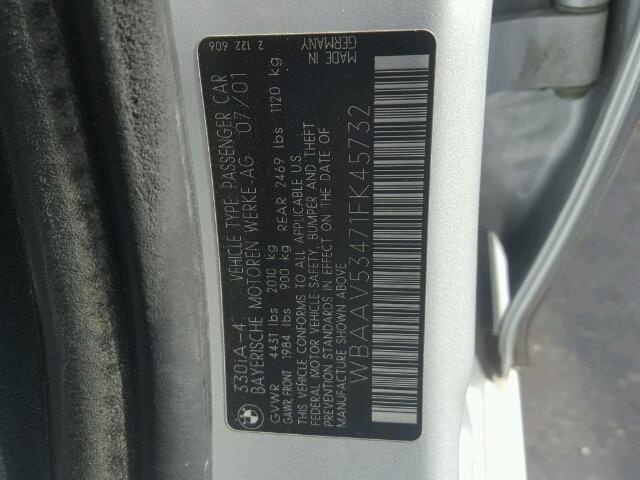 330iA-4 VEHICLE TYPE: PASSENGER CAR
BAYERISCHE MOTOREN WERKE AG 07/01
GVWR 4431 lbs 2010 kg
GAWR,FRONT 1984 lbs 900 kg REAR 2469 lbs 1120 kg
THIS VEHICLE CONFORMS TO ALL APPLICABLE U.S.
FEDERAL MOTOR VEHICLE SAFETY, BUMPER AND THEFT
PREVENTION STANDARDS IN EFFECT ON THE DATE OF
MANUFACTURE SHOWN ABOVE.
WBAAV53471FK45732
2 122 606
MADE IN
GERMANY